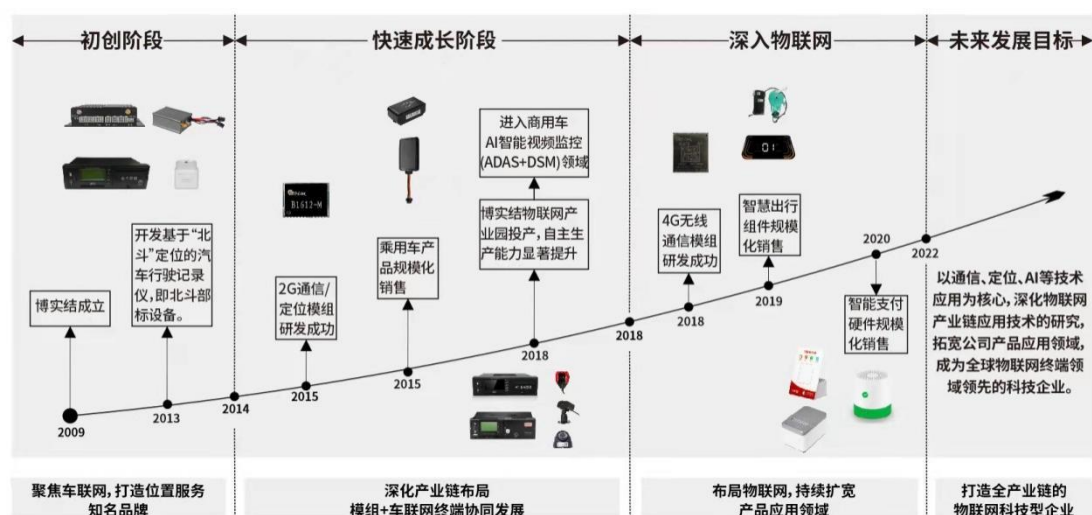 初创阶段
快速成长阶段
深入物联网
未来发展目标
博实结成立
开发基于“北
斗”定位的汽
车行驶记录
仪，即北斗部
标设备。
B1612-M
2G通信/
定位模组
研发成功
乘用车产
品规模化
销售
进入商用车
AI智能视频监控
(ADAS+DSM)领域
博实结物联网产
业园投产，自主生
产能力显著提升
4G无线
通信模组
研发成功
01
智慧出行
组件规模
化销售
智能支付
硬件规模
化销售
以通信、定位、AI等技术
应用为核心，深化物联网
产业链应用技术的研究，
拓宽公司产品应用领域，
成为全球物联网终端领
域领先的科技企业。
2009
2013
2014
2015
2015
2018
2018
2018
2019
2020
2022
聚焦车联网，打造位置服务
知名品牌
深化产业链布局
模组+车联网终端协同发展
布局物联网，持续扩宽
产品应用领域
打造全产业链的
物联网科技型企业